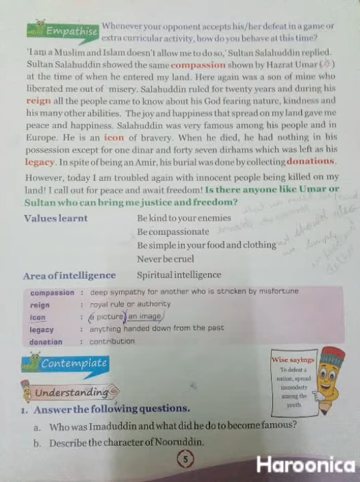 Empathise
Whenever your opponent accepts his/her defeat in a game or
extra curricular activity, how do you behave at this time?
'I am a Muslim and Islam doesn't allow me to do so,' Sultan Salahuddin replied.
Sultan Salahuddin showed the same compassion shown by Hazrat Umar ( )
at the time of when he entered my land. Here again was a son of mine who
liberated me out of misery. Salahuddin ruled for twenty years and during his
reign all the people came to know about his God fearing nature, kindness and
his many other abilities. The joy and happiness that spread on my land gave me
peace and happiness. Salahuddin was very famous among his people and in
Europe. He is an icon of bravery. When he died, he had nothing in his
possession except for one dinar and forty seven dirhams which was left as his
legacy. In spite of being an Amir, his burial was done by collecting donations.
However, today I am troubled again with innocent people being killed on my
land! I call out for peace and await freedom! Is there anyone like Umar or
Sultan who can bring me justice and freedom?
Values learnt
Be kind to your enemies
Be compassionate
Be simple in your food and clothing
Never be cruel
Area of intelligence Spiritual intelligence
compassion : deep sympathy for another who is stricken by misfortune
reign : royal rule or authority
icon : a picture, an image
legacy : anything handed down from the past
donation : contribution
Contemplate
Wise sayings
To defeat a
nation, spread
immodesty
among the
youth
Understanding
1. Answer the following questions.
a. Who was Imaduddin and what did he do to become famous?
b. Describe the character of Nooruddin.
5
Haroonica